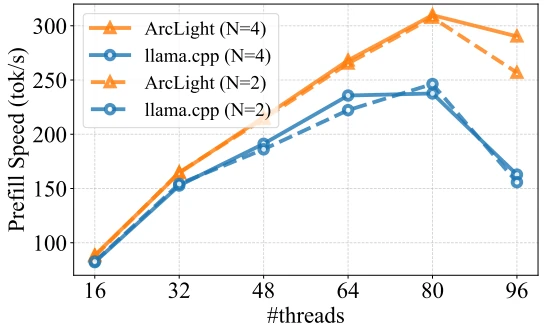 Prefill Speed (tok/s)
300
250
200
150
100
ArcLight (N=4)
llama.cpp (N=4)
ArcLight (N=2)
llama.cpp (N=2)
16 32 48 64 80 96
#threads